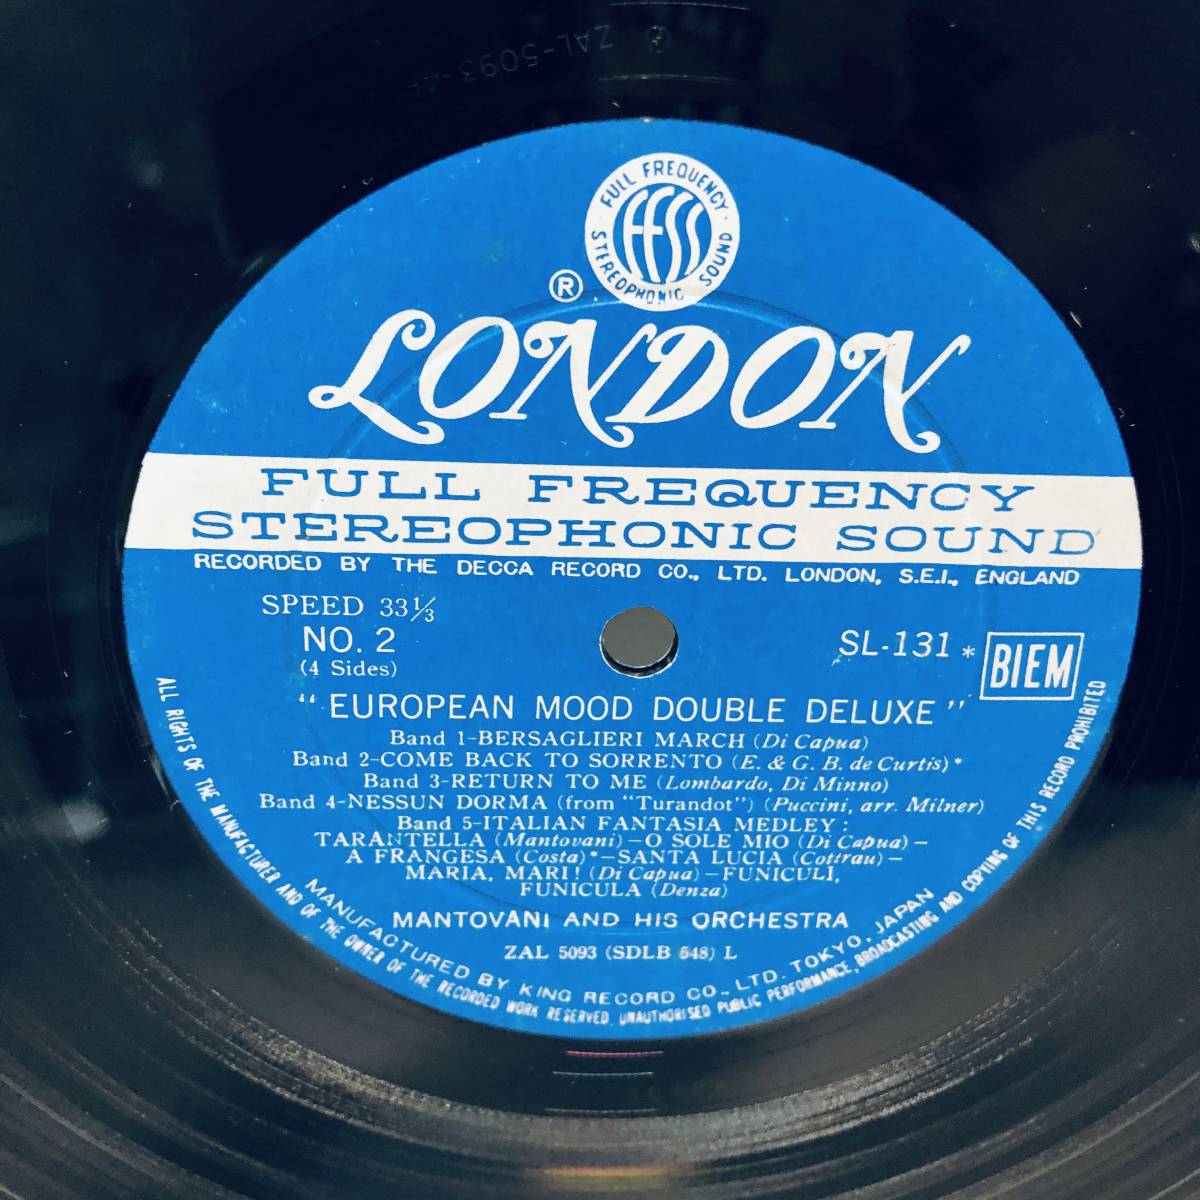 ZAL-5093-4L
FULL FREQUENCY
STEREOPHONIC SOUND
FFSS
®
LONDON
FULL FREQUENCY
STEREOPHONIC SOUND
RECORDED BY THE DECCA RECORD CO., LTD. LONDON, S.E.I., ENGLAND
SPEED 33⅓
NO. 2
(4 Sides)
SL-131 *
BIEM
"EUROPEAN MOOD DOUBLE DELUXE"
Band 1-BERSAGLIERI MARCH (Di Capua)
Band 2-COME BACK TO SORRENTO (E. & G. B. de Curtis)*
Band 3-RETURN TO ME (Lombardo, Di Minno)
Band 4-NESSUN DORMA (from "Turandot") (Puccini, arr. Milner)
Band 5-ITALIAN FANTASIA MEDLEY:
TARANTELLA (Mantovani)-O SOLE MIO (Di Capua)-
A FRANGESA (Costa)*-SANTA LUCIA (Cottrau)-
MARIA, MARI! (Di Capua)-FUNICULI,
FUNICULA (Denza)
MANTOVANI AND HIS ORCHESTRA
ZAL 5093 (SDLB 548) L
MANUFACTURED BY KING RECORD CO., LTD. TOKYO, JAPAN
ALL RIGHTS OF THE MANUFACTURER AND OF THE OWNER OF THE RECORDED WORK RESERVED. UNAUTHORISED PUBLIC PERFORMANCE, BROADCASTING AND COPYING OF THIS RECORD PROHIBITED